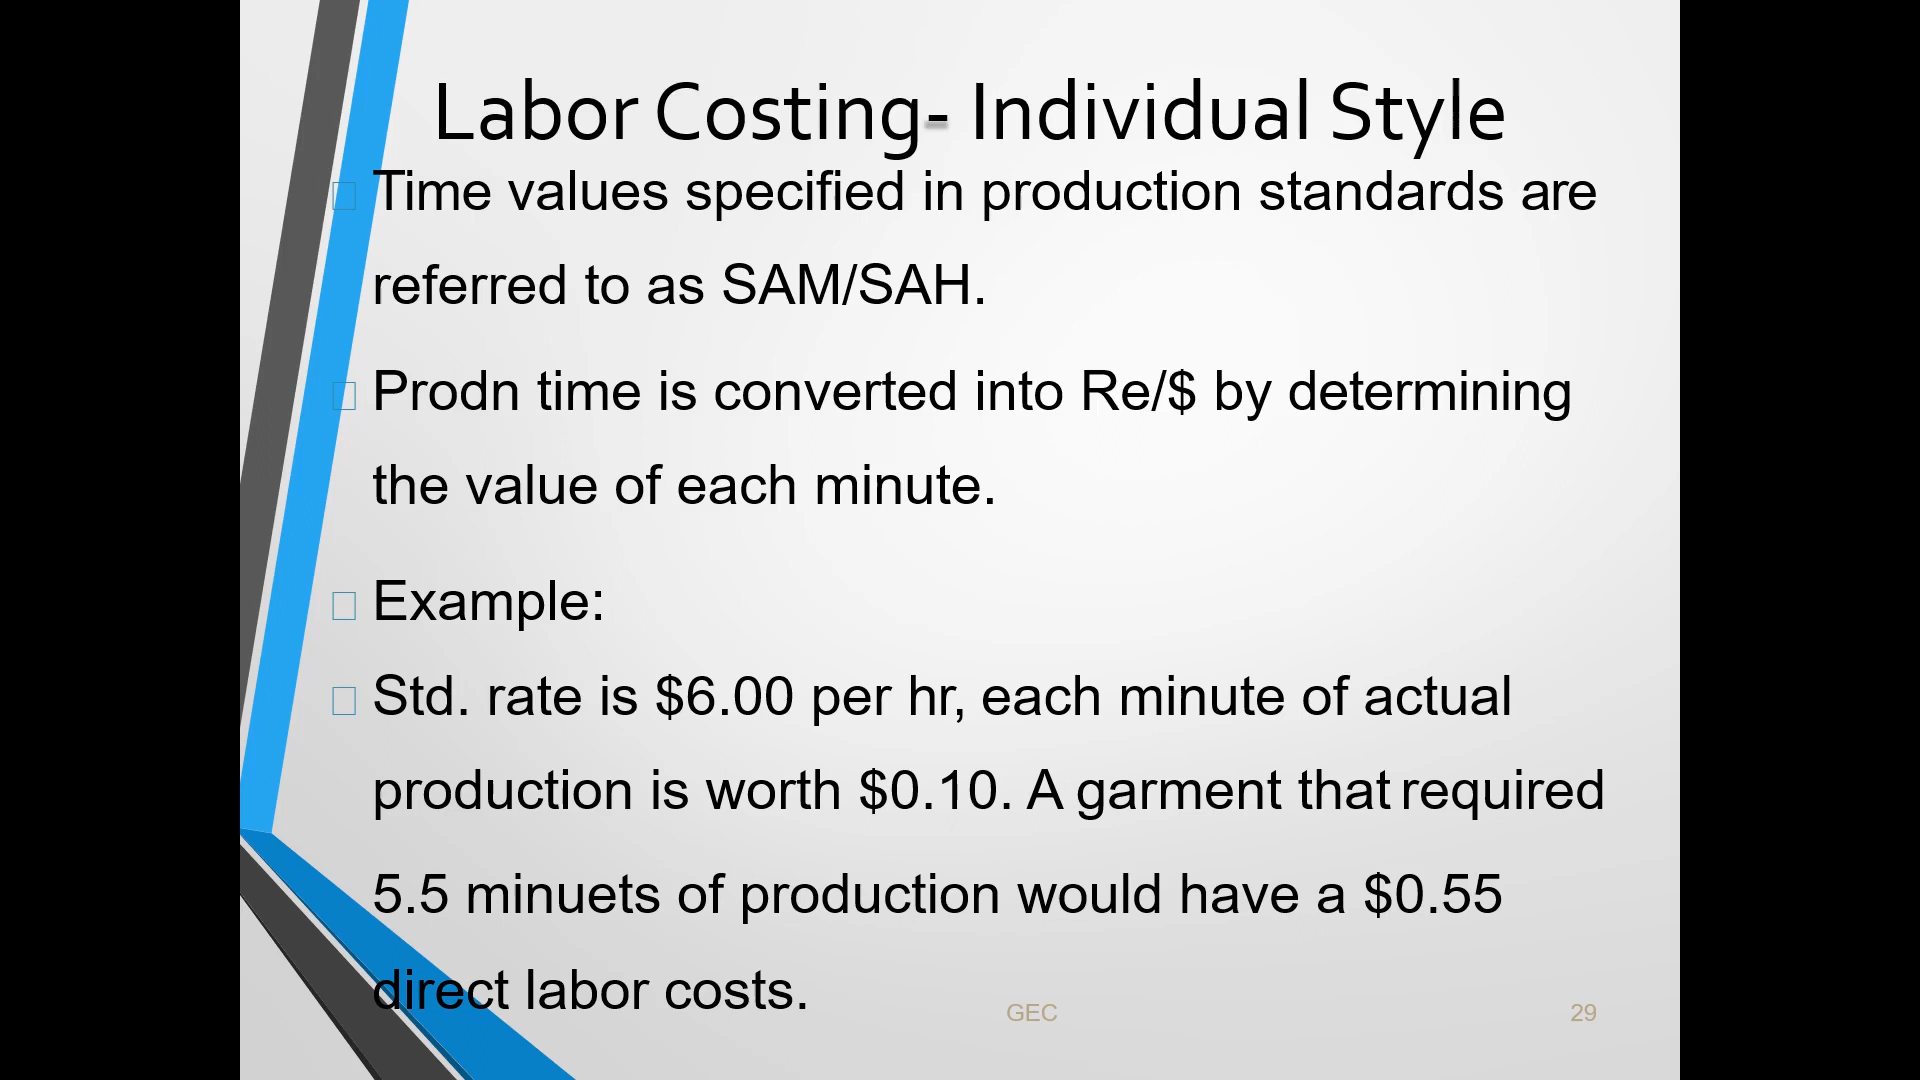 Labor Costing- Individual Style
Time values specified in production standards are
referred to as SAM/SAH.
Prodn time is converted into Re/$ by determining
the value of each minute.
Example:
Std. rate is $6.00 per hr, each minute of actual
production is worth $0.10. A garment that required
5.5 minuets of production would have a $0.55
direct labor costs.
GEC
29